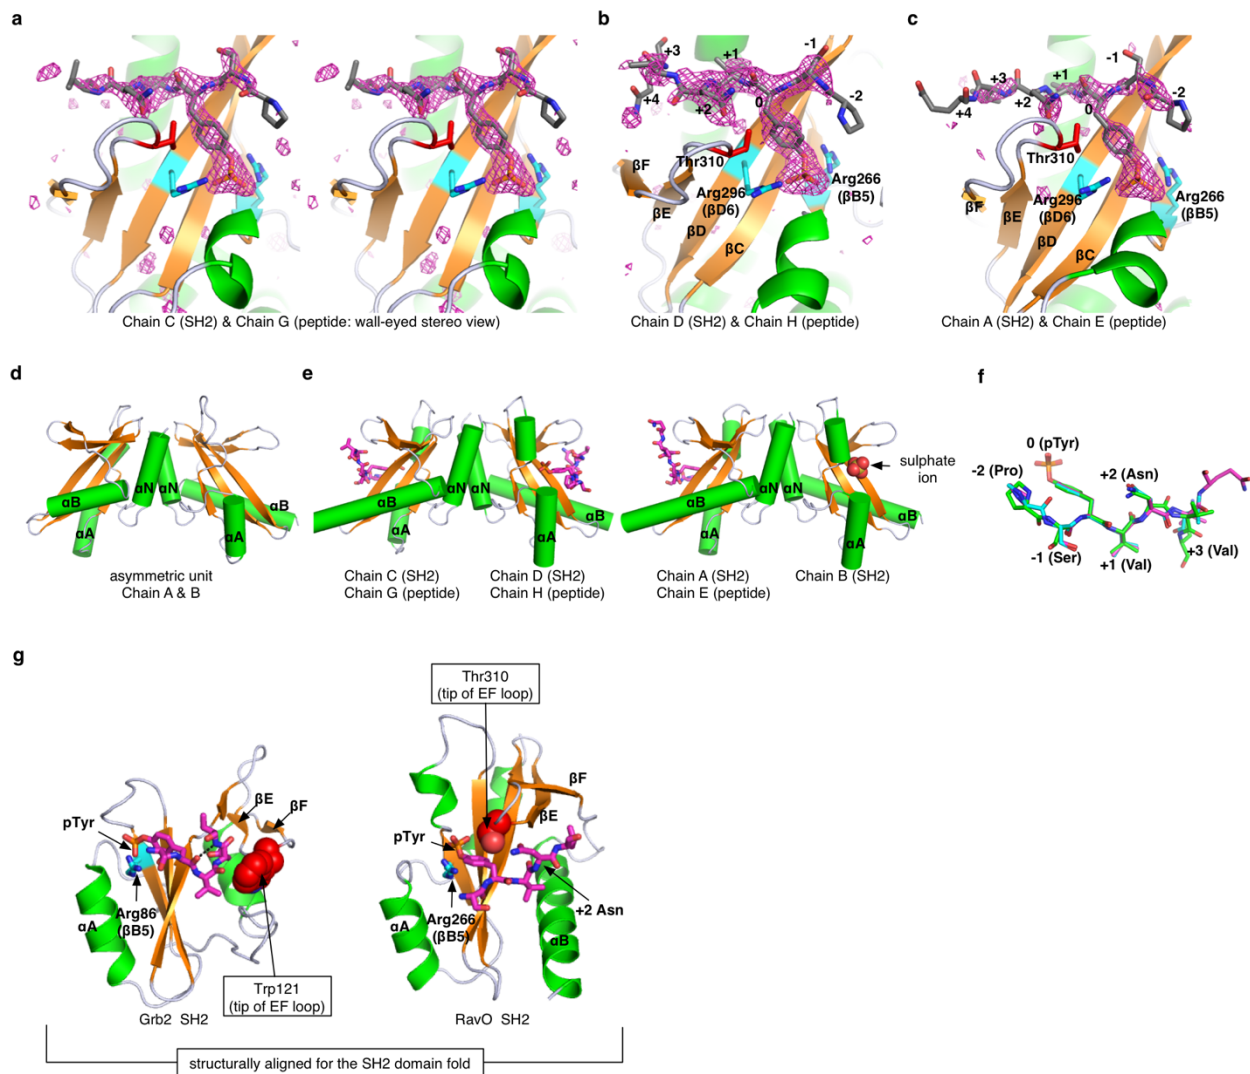 a
b
c
+3
+1
-1
+4
+2
0
-2
βF
Thr310
βE
Arg296
(βD6)
Arg266
(βB5)
βD
βC
-1
+3
+1
-2
+4
+2
0
Thr310
βF
βE
Arg296
(βD6)
Arg266
(βB5)
βD
βC
Chain C (SH2) & Chain G (peptide: wall-eyed stereo view)
Chain D (SH2) & Chain H (peptide)
Chain A (SH2) & Chain E (peptide)
d
e
f
αB
αN
αN
αB
αA
asymmetric unit
Chain A & B
αB
αN
αN
αB
αA
αA
Chain C (SH2)
Chain G (peptide)
Chain D (SH2)
Chain H (peptide)
αB
αN
αN
αB
αA
αA
sulphate
ion
Chain A (SH2)
Chain E (peptide)
Chain B (SH2)
0 (pTyr)
-2 (Pro)
+2 (Asn)
-1 (Ser)
+1 (Val)
+3 (Val)
g
pTyr
βE
βF
αA
Arg86
(βB5)
Trp121
(tip of EF loop)
Grb2 SH2
Thr310
(tip of EF loop)
βF
βE
pTyr
αA
Arg266
(βB5)
+2 Asn
αB
RavO SH2
structurally aligned for the SH2 domain fold